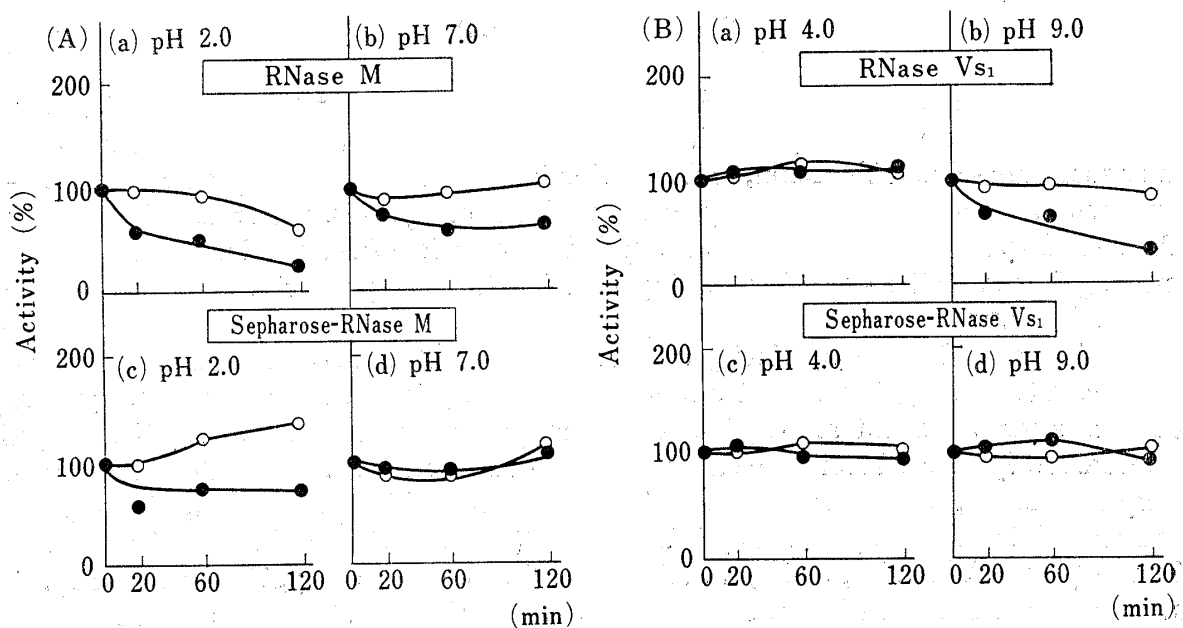 (A) (a) pH 2.0
(b) pH 7.0
RNase M
200
100
0
Activity (%)
Sepharose-RNase M
200
(c) pH 2.0
(d) pH 7.0
100
0
0 20 60 120
0 20 60 120
(min)
(B) (a) pH 4.0
(b) pH 9.0
RNase Vs₁
200
100
0
Activity (%)
Sepharose-RNase Vs₁
200
(c) pH 4.0
(d) pH 9.0
100
0
0 20 60 120
0 20 60 120
(min)